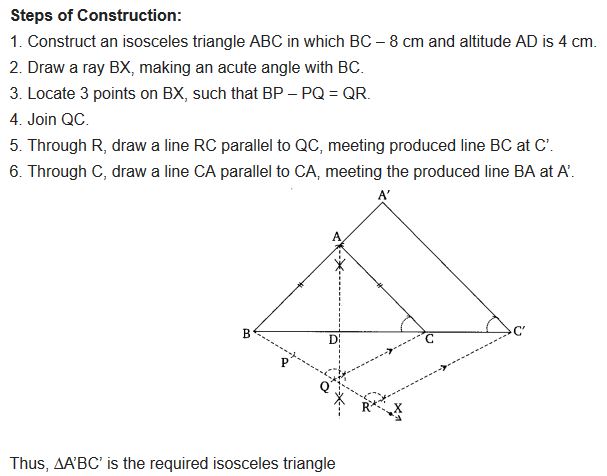 Steps of Construction:
1. Construct an isosceles triangle ABC in which BC – 8 cm and altitude AD is 4 cm.
2. Draw a ray BX, making an acute angle with BC.
3. Locate 3 points on BX, such that BP – PQ = QR.
4. Join QC.
5. Through R, draw a line RC parallel to QC, meeting produced line BC at C'.
6. Through C, draw a line CA parallel to CA, meeting the produced line BA at A'.
A'
A
B
D
C
C'
P
Q
R
X
Thus, ΔA'BC' is the required isosceles triangle